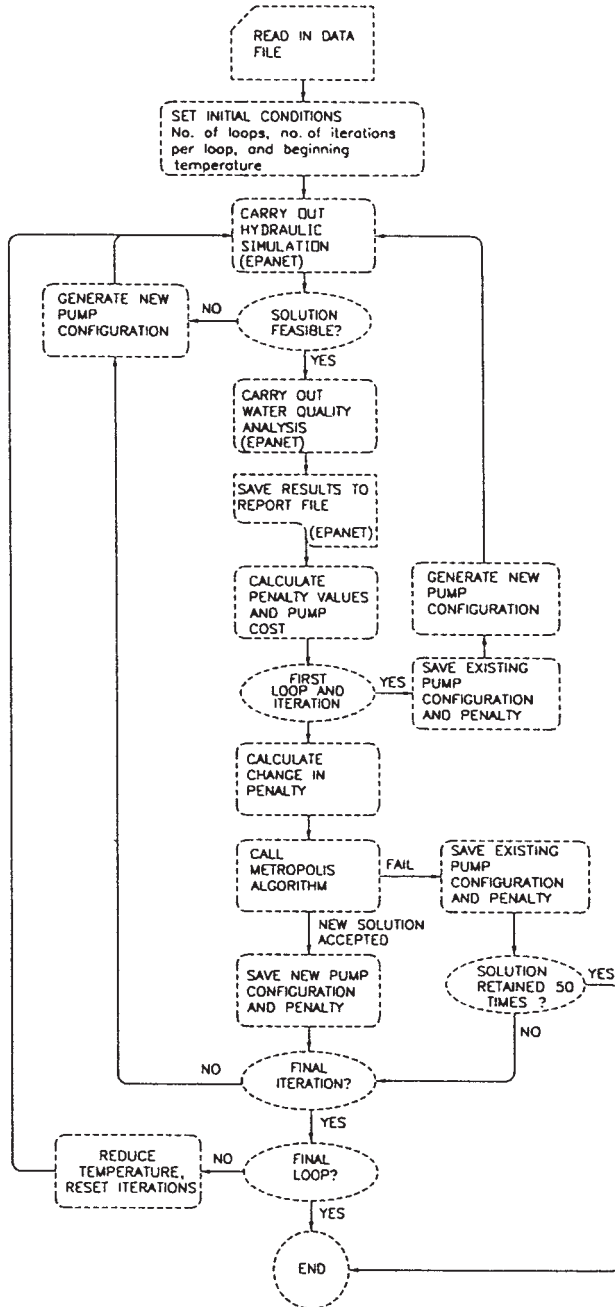 READ IN DATA
FILE
SET INITIAL CONDITIONS
No. of loops, no. of iterations
per loop, and beginning
temperature
CARRY OUT
HYDRAULIC
SIMULATION
(EPANET)
GENERATE NEW
PUMP
CONFIGURATION
NO
SOLUTION
FEASIBLE?
YES
CARRY OUT
WATER QUALITY
ANALYSIS
(EPANET)
SAVE RESULTS TO
REPORT FILE
(EPANET)
CALCULATE
PENALTY VALUES
AND PUMP
COST
GENERATE NEW
PUMP
CONFIGURATION
FIRST
LOOP AND
ITERATION
YES
SAVE EXISTING
PUMP
CONFIGURATION
AND PENALTY
CALCULATE
CHANGE IN
PENALTY
CALL
METROPOLIS
ALGORITHM
FAIL
SAVE EXISTING
PUMP
CONFIGURATION
AND PENALTY
NEW SOLUTION
ACCEPTED
SAVE NEW PUMP
CONFIGURATION
AND PENALTY
SOLUTION
RETAINED 50
TIMES ?
YES
NO
NO
FINAL
ITERATION?
YES
REDUCE
TEMPERATURE,
RESET ITERATIONS
NO
FINAL
LOOP?
YES
END